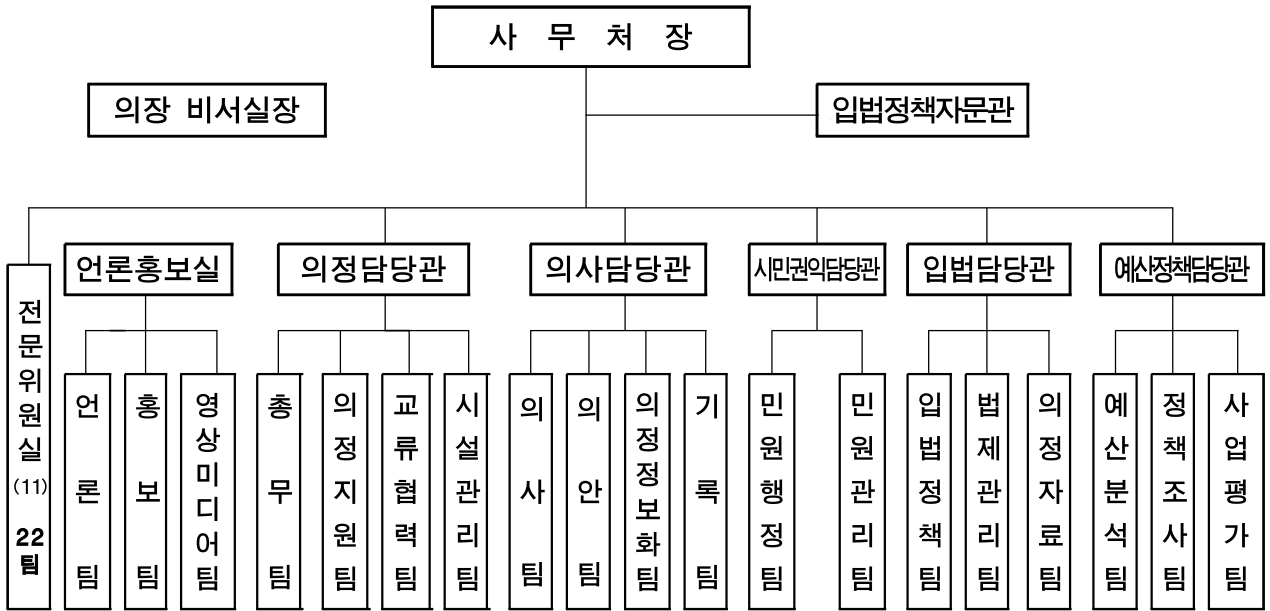 사 무 처 장
의장 비서실장
입법정책자문관
언론홍보실
의정담당관
의사담당관
시민권익담당관
입법담당관
예산정책담당관
전문위원실
(11)
22
팀
언론팀
홍보팀
영상미디어팀
총무팀
의정지원팀
교류협력팀
시설관리팀
의사팀
의안팀
의정정보화팀
기록팀
민원행정팀
민원관리팀
입법정책팀
법제관리팀
의정자료팀
예산분석팀
정책조사팀
사업평가팀